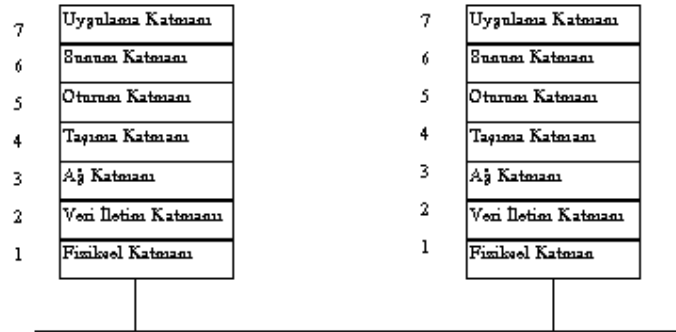 7 Uygulama Katmanı 7 Uygulama Katmanı
6 Sunum Katmanı 6 Sunum Katmanı
5 Oturum Katmanı 5 Oturum Katmanı
4 Taşıma Katmanı 4 Taşıma Katmanı
3 Ağ Katmanı 3 Ağ Katmanı
2 Veri İletim Katmanıı 2 Veri İletim Katmanı
1 Fiziksel Katmanı 1 Fiziksel Katman